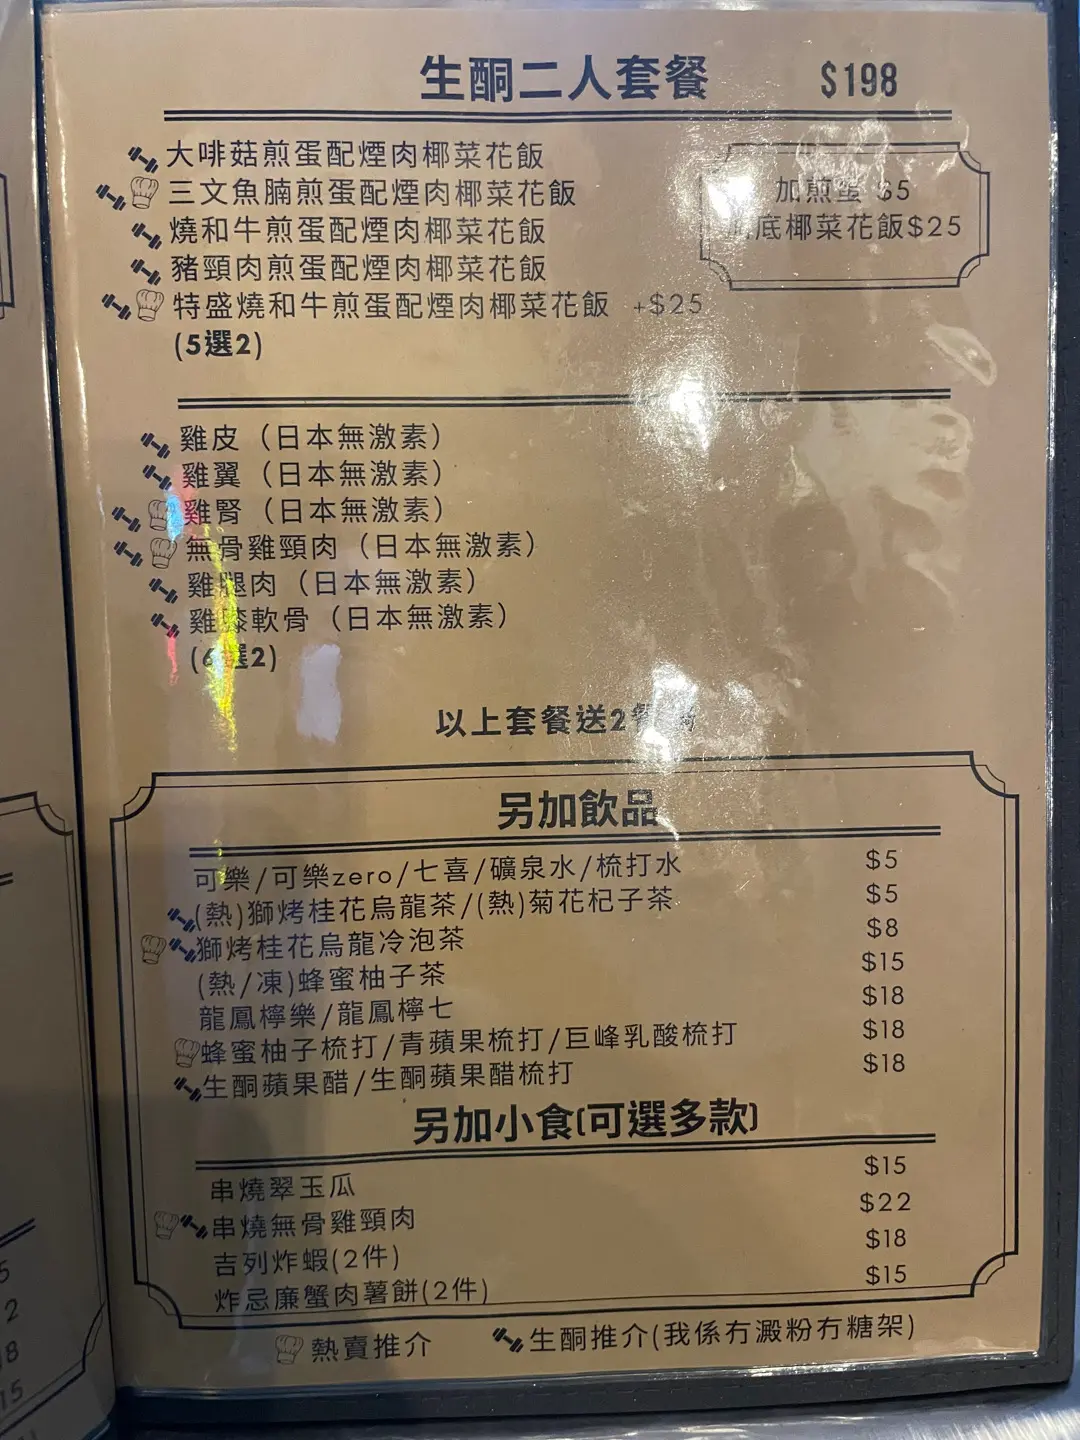 生酮二人套餐 $198
大啡菇煎蛋配煙肉椰菜花飯
三文魚腩煎蛋配煙肉椰菜花飯
燒和牛煎蛋配煙肉椰菜花飯
豬頸肉煎蛋配煙肉椰菜花飯
特盛燒和牛煎蛋配煙肉椰菜花飯 +$25
(5選2)
加煎蛋 $5
底椰菜花飯$25
雞皮（日本無激素）
雞翼（日本無激素）
雞腎（日本無激素）
無骨雞頸肉（日本無激素）
雞腿肉（日本無激素）
雞膝軟骨（日本無激素）
(6選2)
以上套餐送2
另加飲品
可樂/可樂zero/七喜/礦泉水/梳打水 $5
(熱)獅烤桂花烏龍茶/(熱)菊花杞子茶 $5
獅烤桂花烏龍冷泡茶 $8
(熱/凍)蜂蜜柚子茶 $15
龍鳳檸樂/龍鳳檸七 $18
蜂蜜柚子梳打/青蘋果梳打/巨峰乳酸梳打 $18
生酮蘋果醋/生酮蘋果醋梳打 $18
另加小食(可選多款)
串燒翠玉瓜 $15
串燒無骨雞頸肉 $22
吉列炸蝦(2件) $18
炸忌廉蟹肉薯餅(2件) $15
熱賣推介 生酮推介(我係冇澱粉冇糖架)
5
2
18
15